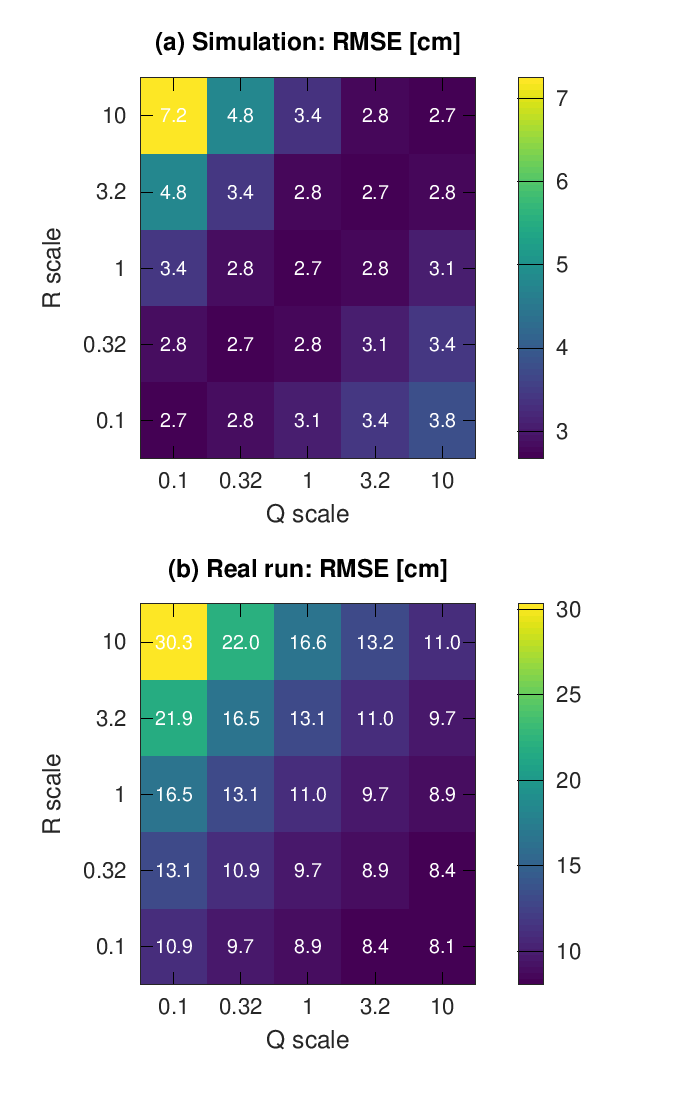 (a) Simulation: RMSE [cm]
10 7.2 4.8 3.4 2.8 2.7
3.2 4.8 3.4 2.8 2.7 2.8
1 3.4 2.8 2.7 2.8 3.1
0.32 2.8 2.7 2.8 3.1 3.4
0.1 2.7 2.8 3.1 3.4 3.8
0.1 0.32 1 3.2 10
Q scale
R scale
7
6
5
4
3
(b) Real run: RMSE [cm]
10 30.3 22.0 16.6 13.2 11.0
3.2 21.9 16.5 13.1 11.0 9.7
1 16.5 13.1 11.0 9.7 8.9
0.32 13.1 10.9 9.7 8.9 8.4
0.1 10.9 9.7 8.9 8.4 8.1
0.1 0.32 1 3.2 10
Q scale
R scale
30
25
20
15
10